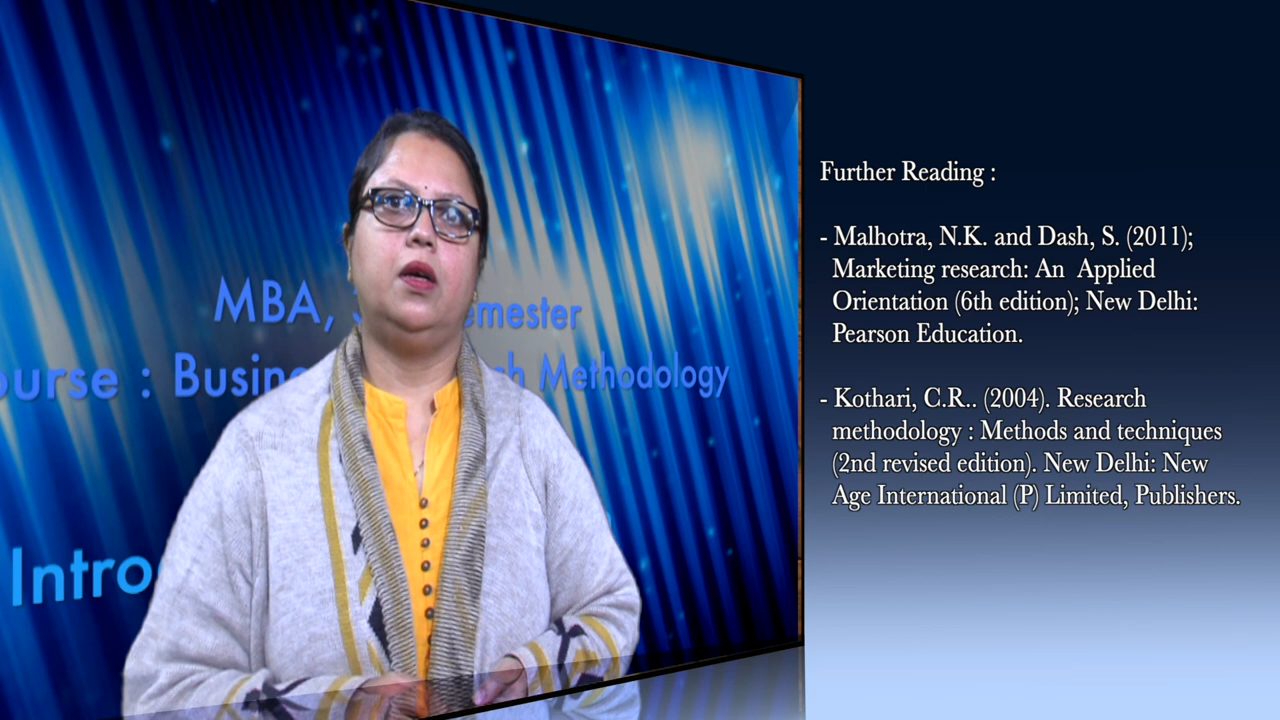 MBA, emester
ourse : Busin ch Methodology
Intro
Further Reading :
- Malhotra, N.K. and Dash, S. (2011);
Marketing research: An Applied
Orientation (6th edition); New Delhi:
Pearson Education.
- Kothari, C.R.. (2004). Research
methodology : Methods and techniques
(2nd revised edition). New Delhi: New
Age International (P) Limited, Publishers.